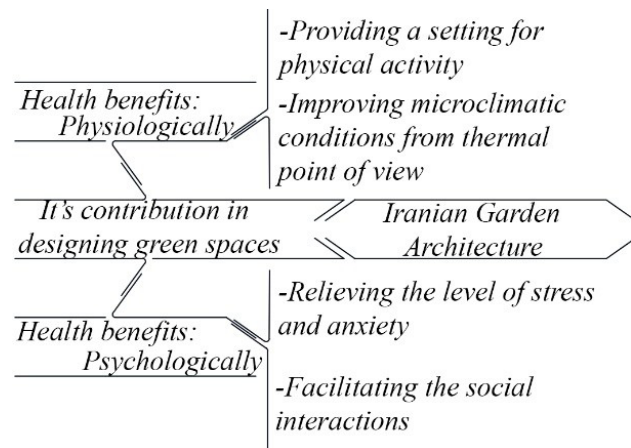 -Providing a setting for
physical activity
Health benefits:
Physiologically
-Improving microclimatic
conditions from thermal
point of view
It's contribution in
designing green spaces
Iranian Garden
Architecture
Health benefits:
Psychologically
-Relieving the level of stress
and anxiety
-Facilitating the social
interactions